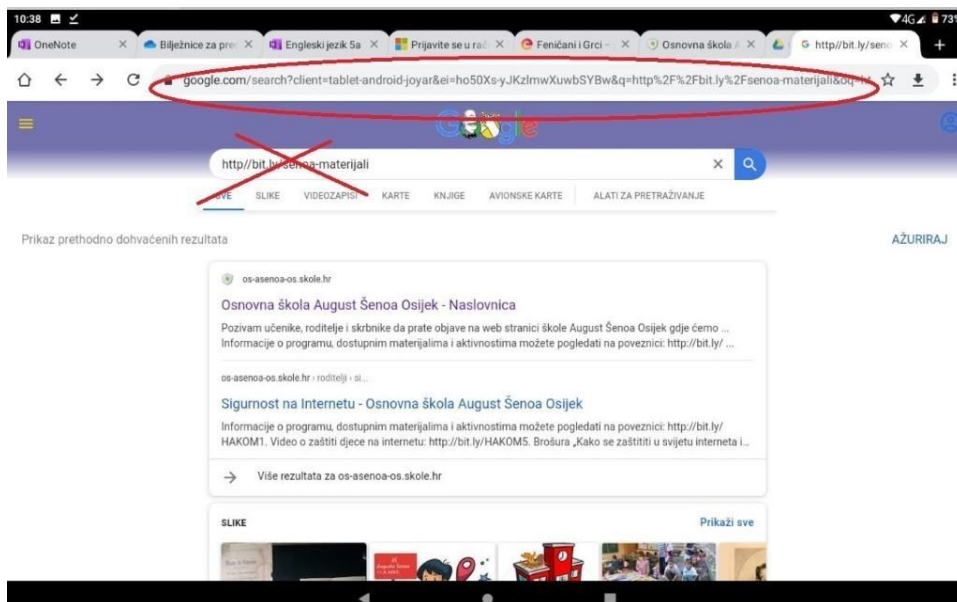 10:38
4G 73%
OneNote
Bilježnice za pre
Engleski jezik 5a
Prijavite se u rač
Feničani i Grci -
Osnovna škola
http//bit.ly/seno
google.com/search?client=tablet-android-joyar&ei=ho50Xs-yJKzlmwXuwbSYBw&q=http%2F%2Fbit.ly%2Fsenoa-materijali&oq=ht
http//bit.ly/senoa-materijali
SVE SLIKE VIDEOZAPISI KARTE KNJIGE AVIONSKE KARTE ALATI ZA PRETRAŽIVANJE
Prikaz prethodno dohvaćenih rezultata
AŽURIRAJ
os-asenoa-os.skole.hr
Osnovna škola August Šenoa Osijek - Naslovnica
Pozivam učenike, roditelje i skrbnike da prate objave na web stranici škole August Šenoa Osijek gdje ćemo ...
Informacije o programu, dostupnim materijalima i aktivnostima možete pogledati na poveznici: http://bit.ly/ ...
os-asenoa-os.skole.hr › roditelji › si...
Sigurnost na Internetu - Osnovna škola August Šenoa Osijek
Informacije o programu, dostupnim materijalima i aktivnostima možete pogledati na poveznici: http://bit.ly/
HAKOM1. Video o zaštiti djece na internetu: http://bit.ly/HAKOM5. Brošura „Kako se zaštititi u svijetu interneta i...
Više rezultata za os-asenoa-os.skole.hr
SLIKE
Prikaži sve